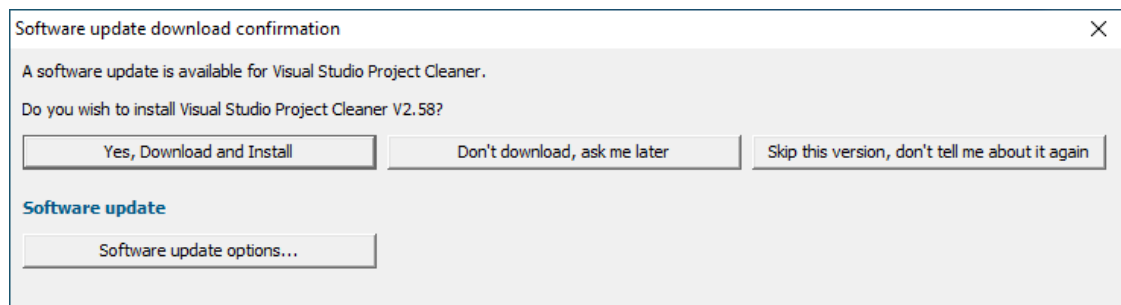 Software update download confirmation
A software update is available for Visual Studio Project Cleaner.
Do you wish to install Visual Studio Project Cleaner V2.58?
Yes, Download and Install
Don't download, ask me later
Skip this version, don't tell me about it again
Software update
Software update options...